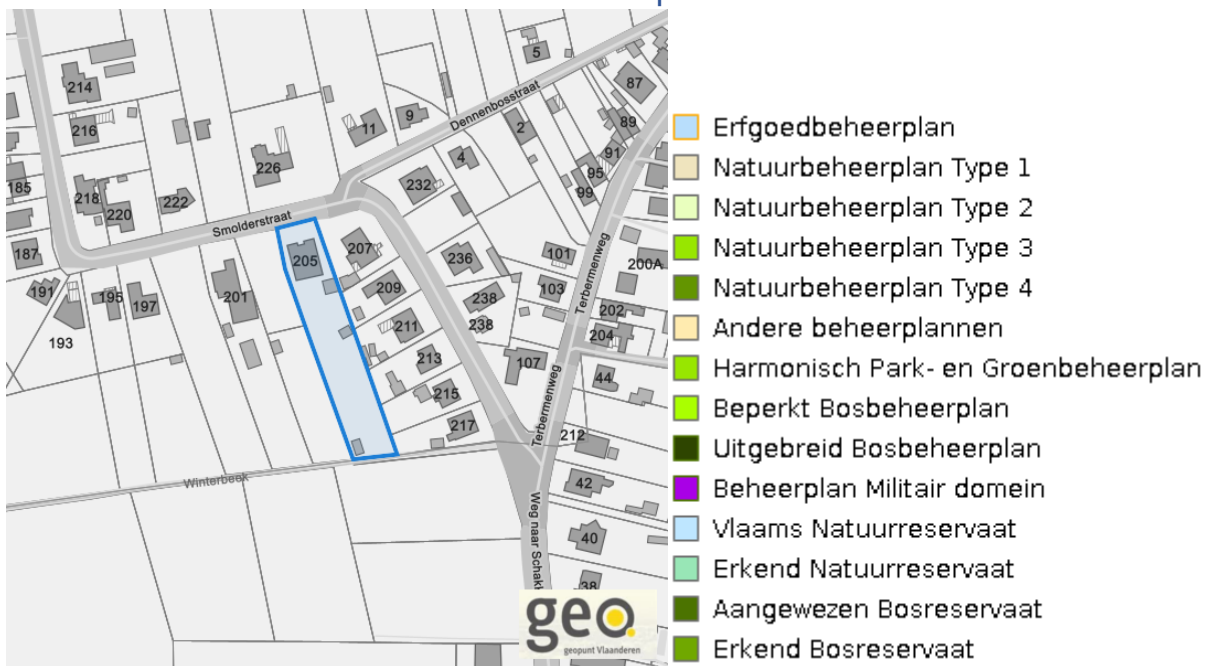 5
214
87
9
Dennenbosstraat
89
216
11
2
91
4
95
226
99
185
232
218
222
220
Smolderstraat
207
101
187
205
236
Terbermenweg
200A
191
195
197
201
209
103
238
202
193
211
238
204
213
107
44
215
217
Terbermenweg
212
Winterbeek
42
Weg naar Schakk
40
38
geo.
geopunt Vlaanderen
Erfgoedbeheerplan
Natuurbeheerplan Type 1
Natuurbeheerplan Type 2
Natuurbeheerplan Type 3
Natuurbeheerplan Type 4
Andere beheerplannen
Harmonisch Park- en Groenbeheerplan
Beperkt Bosbeheerplan
Uitgebreid Bosbeheerplan
Beheerplan Militair domein
Vlaams Natuurreservaat
Erkend Natuurreservaat
Aangewezen Bosreservaat
Erkend Bosreservaat